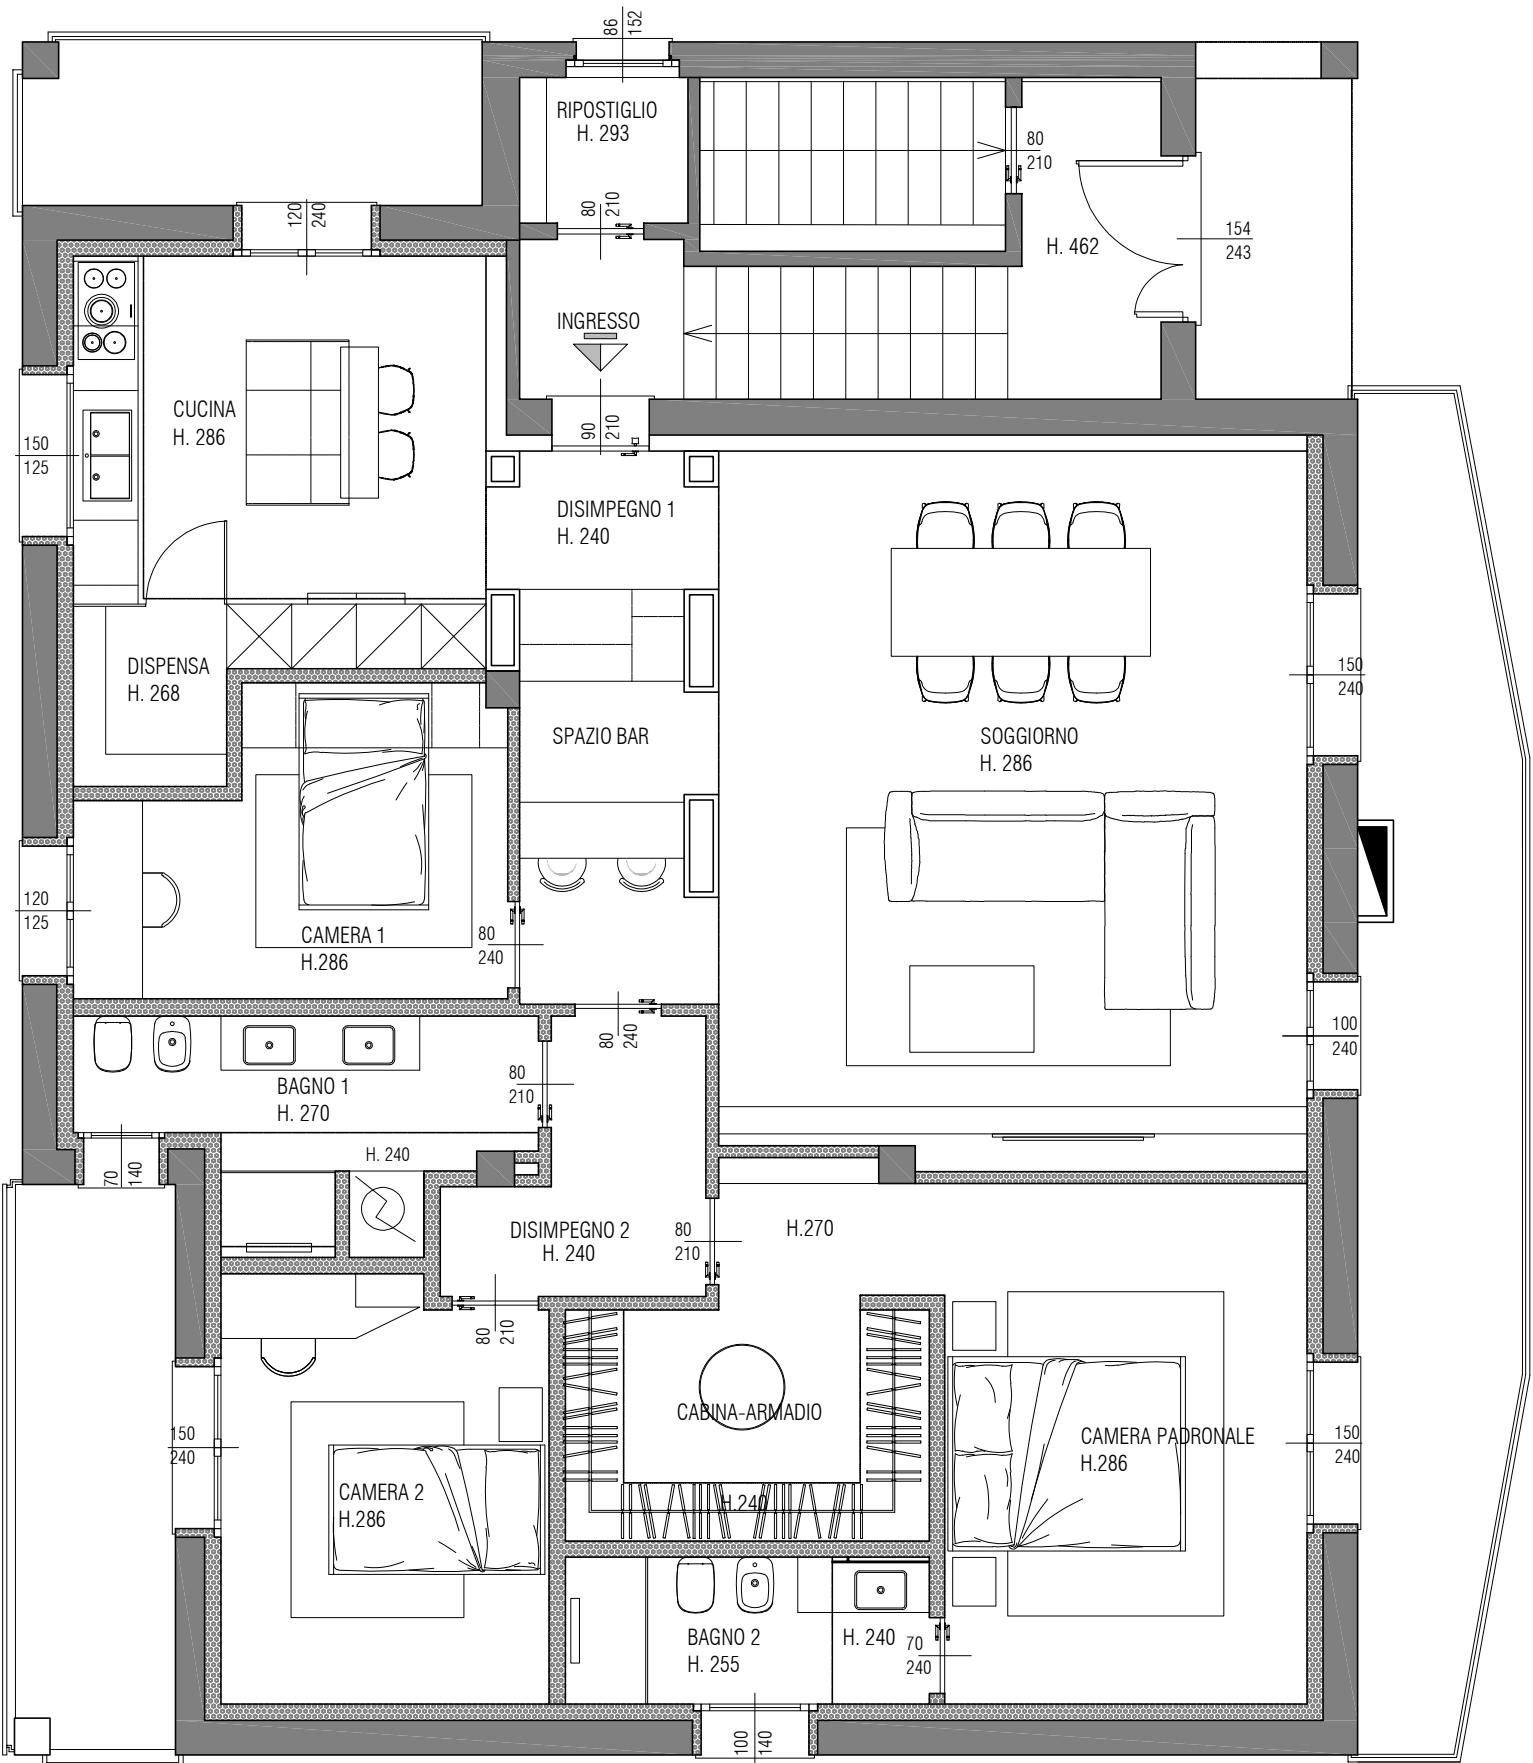 86
152
RIPOSTIGLIO
H. 293
80
210
80
210
120
240
H. 462
154
243
INGRESSO
CUCINA
H. 286
150
125
90
210
DISIMPEGNO 1
H. 240
DISPENSA
H. 268
SPAZIO BAR
SOGGIORNO
H. 286
150
240
120
125
CAMERA 1
H.286
80
240
80
240
100
240
BAGNO 1
H. 270
80
210
H. 240
70
140
DISIMPEGNO 2
H. 240
80
210
H.270
80
210
CABINA-ARMADIO
H.240
150
240
CAMERA 2
H.286
CAMERA PADRONALE
H.286
150
240
BAGNO 2
H. 255
H. 240
70
240
100
140